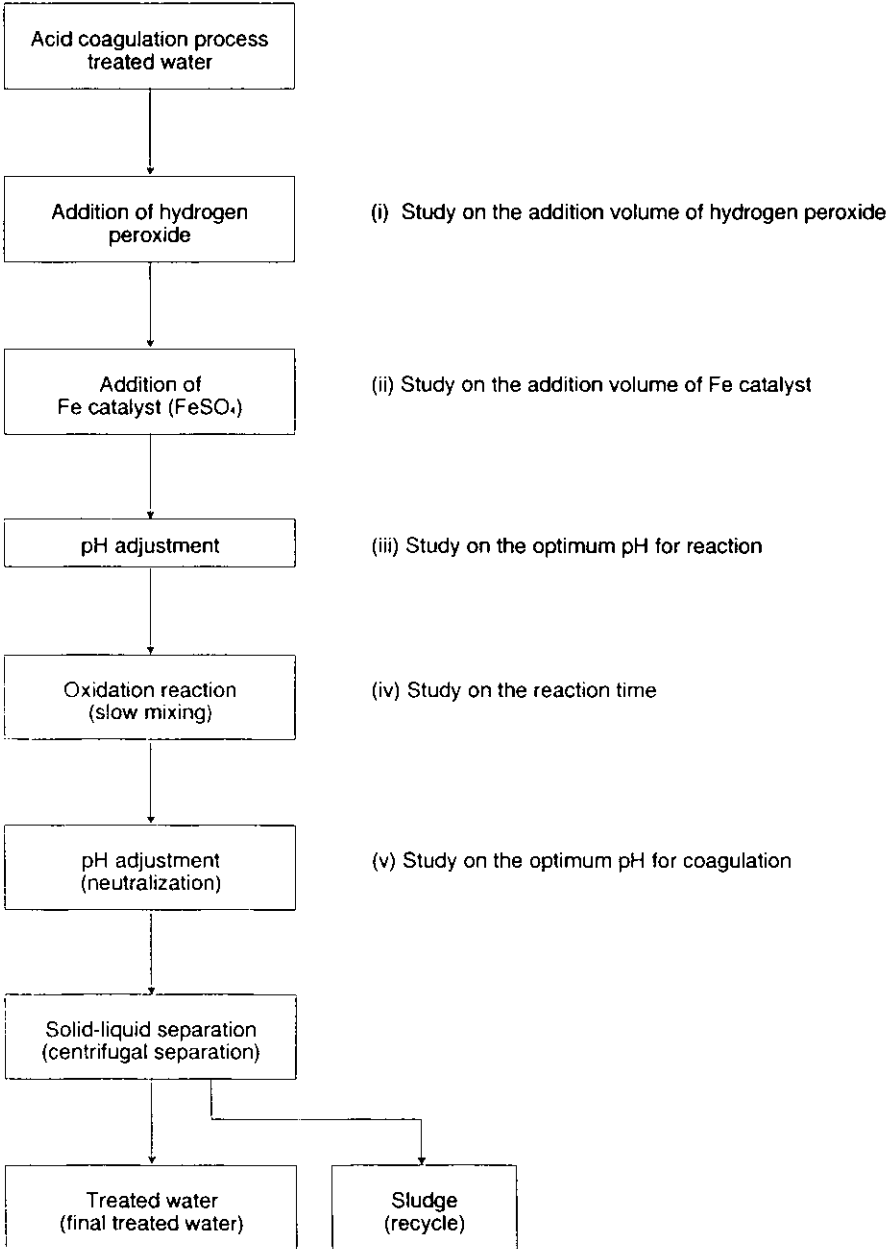 Acid coagulation process
treated water
Addition of hydrogen
peroxide
(i) Study on the addition volume of hydrogen peroxide
Addition of
Fe catalyst (FeSO₄)
(ii) Study on the addition volume of Fe catalyst
pH adjustment
(iii) Study on the optimum pH for reaction
Oxidation reaction
(slow mixing)
(iv) Study on the reaction time
pH adjustment
(neutralization)
(v) Study on the optimum pH for coagulation
Solid-liquid separation
(centrifugal separation)
Treated water
(final treated water)
Sludge
(recycle)